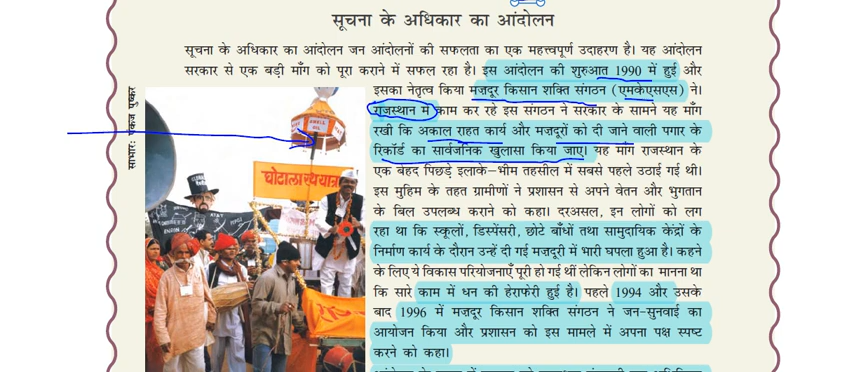 सूचना के अधिकार का आंदोलन
सूचना के अधिकार का आंदोलन जन आंदोलनों की सफलता का एक महत्त्वपूर्ण उदाहरण है। यह आंदोलन
सरकार से एक बड़ी माँग को पूरा कराने में सफल रहा है। इस आंदोलन की शुरुआत 1990 में हुई और
इसका नेतृत्व किया मज़दूर किसान शक्ति संगठन (एमकेएसएस) ने।
राजस्थान में काम कर रहे इस संगठन ने सरकार के सामने यह माँग
रखी कि अकाल राहत कार्य और मजदूरों को दी जाने वाली पगार के
रिकॉर्ड का सार्वजनिक खुलासा किया जाए। यह माँग राजस्थान के
एक बेहद पिछड़े इलाके–भीम तहसील में सबसे पहले उठाई गई थी।
इस मुहिम के तहत ग्रामीणों ने प्रशासन से अपने वेतन और भुगतान
के बिल उपलब्ध कराने को कहा। दरअसल, इन लोगों को लग
रहा था कि स्कूलों, डिस्पेंसरी, छोटे बाँधों तथा सामुदायिक केंद्रों के
निर्माण कार्य के दौरान उन्हें दी गई मज़दूरी में भारी घपला हुआ है। कहने
के लिए ये विकास परियोजनाएँ पूरी हो गई थीं लेकिन लोगों का मानना था
कि सारे काम में धन की हेराफेरी हुई है। पहले 1994 और उसके
बाद 1996 में मज़दूर किसान शक्ति संगठन ने जन-सुनवाई का
आयोजन किया और प्रशासन को इस मामले में अपना पक्ष स्पष्ट
करने को कहा।
साभार: पंकज पुष्कर
घोटाला रथयात्रा